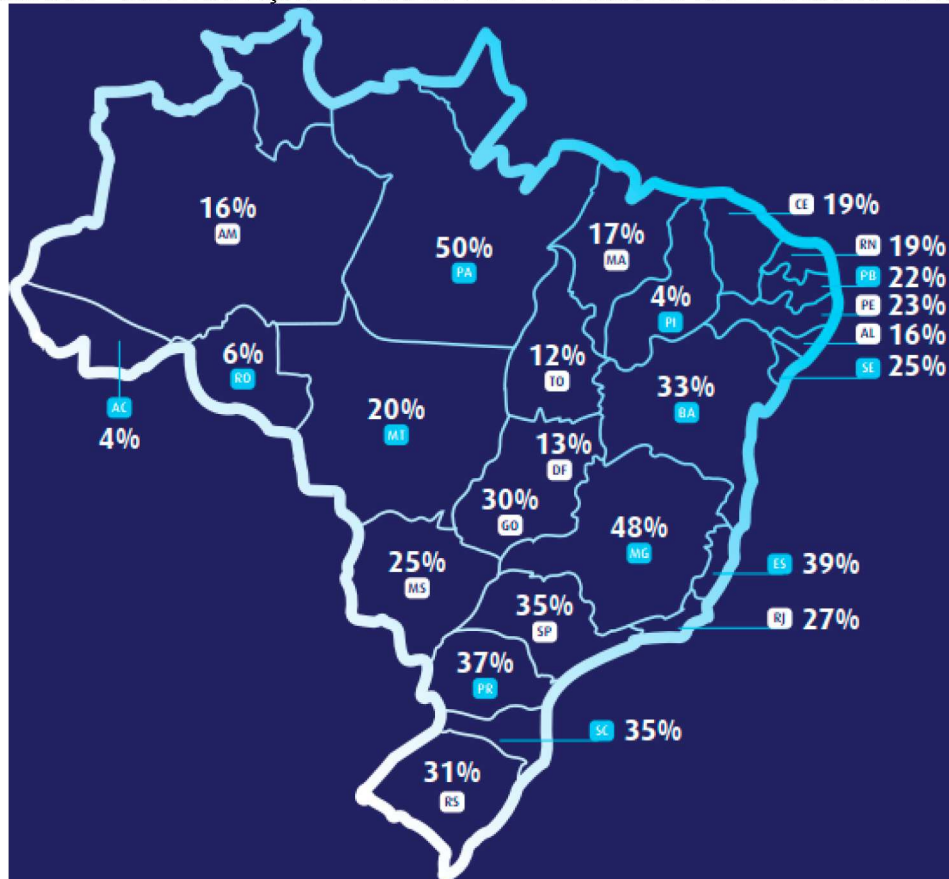 16%
AM
50%
PA
17%
MA
CE 19%
RN 19%
PB 22%
PE 23%
AL 16%
SE 25%
4%
PI
6%
RO
12%
TO
33%
BA
AC
4%
20%
MT
13%
DF
30%
GO
48%
MG
25%
MS
ES 39%
35%
SP
RJ 27%
37%
PR
SC 35%
31%
RS